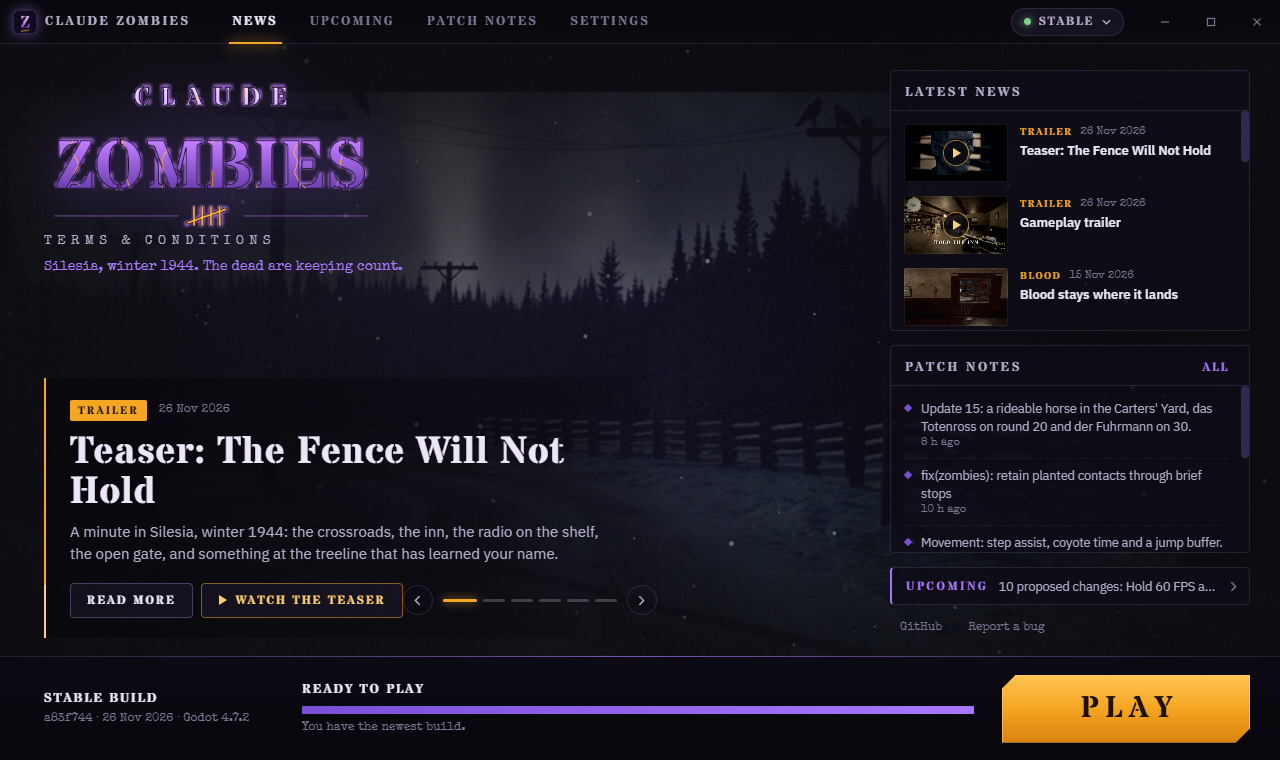 CLAUDE ZOMBIES
NEWS
UPCOMING
PATCH NOTES
SETTINGS
STABLE
CLAUDE
ZOMBIES
TERMS & CONDITIONS
Silesia, winter 1944. The dead are keeping count.
TRAILER 26 Nov 2026
Teaser: The Fence Will Not
Hold
A minute in Silesia, winter 1944: the crossroads, the inn, the radio on the shelf,
the open gate, and something at the treeline that has learned your name.
READ MORE
WATCH THE TEASER
LATEST NEWS
TRAILER 26 Nov 2026
Teaser: The Fence Will Not Hold
HOLD THE INN
TRAILER 26 Nov 2026
Gameplay trailer
BLOOD 15 Nov 2026
Blood stays where it lands
PATCH NOTES
ALL
Update 15: a rideable horse in the Carters' Yard, das
Totenross on round 20 and der Fuhrmann on 30.
8 h ago
fix(zombies): retain planted contacts through brief
stops
10 h ago
Movement: step assist, coyote time and a jump buffer.
UPCOMING 10 proposed changes: Hold 60 FPS a...
GitHub
Report a bug
STABLE BUILD
a83f744 · 26 Nov 2026 · Godot 4.7.2
READY TO PLAY
You have the newest build.
PLAY